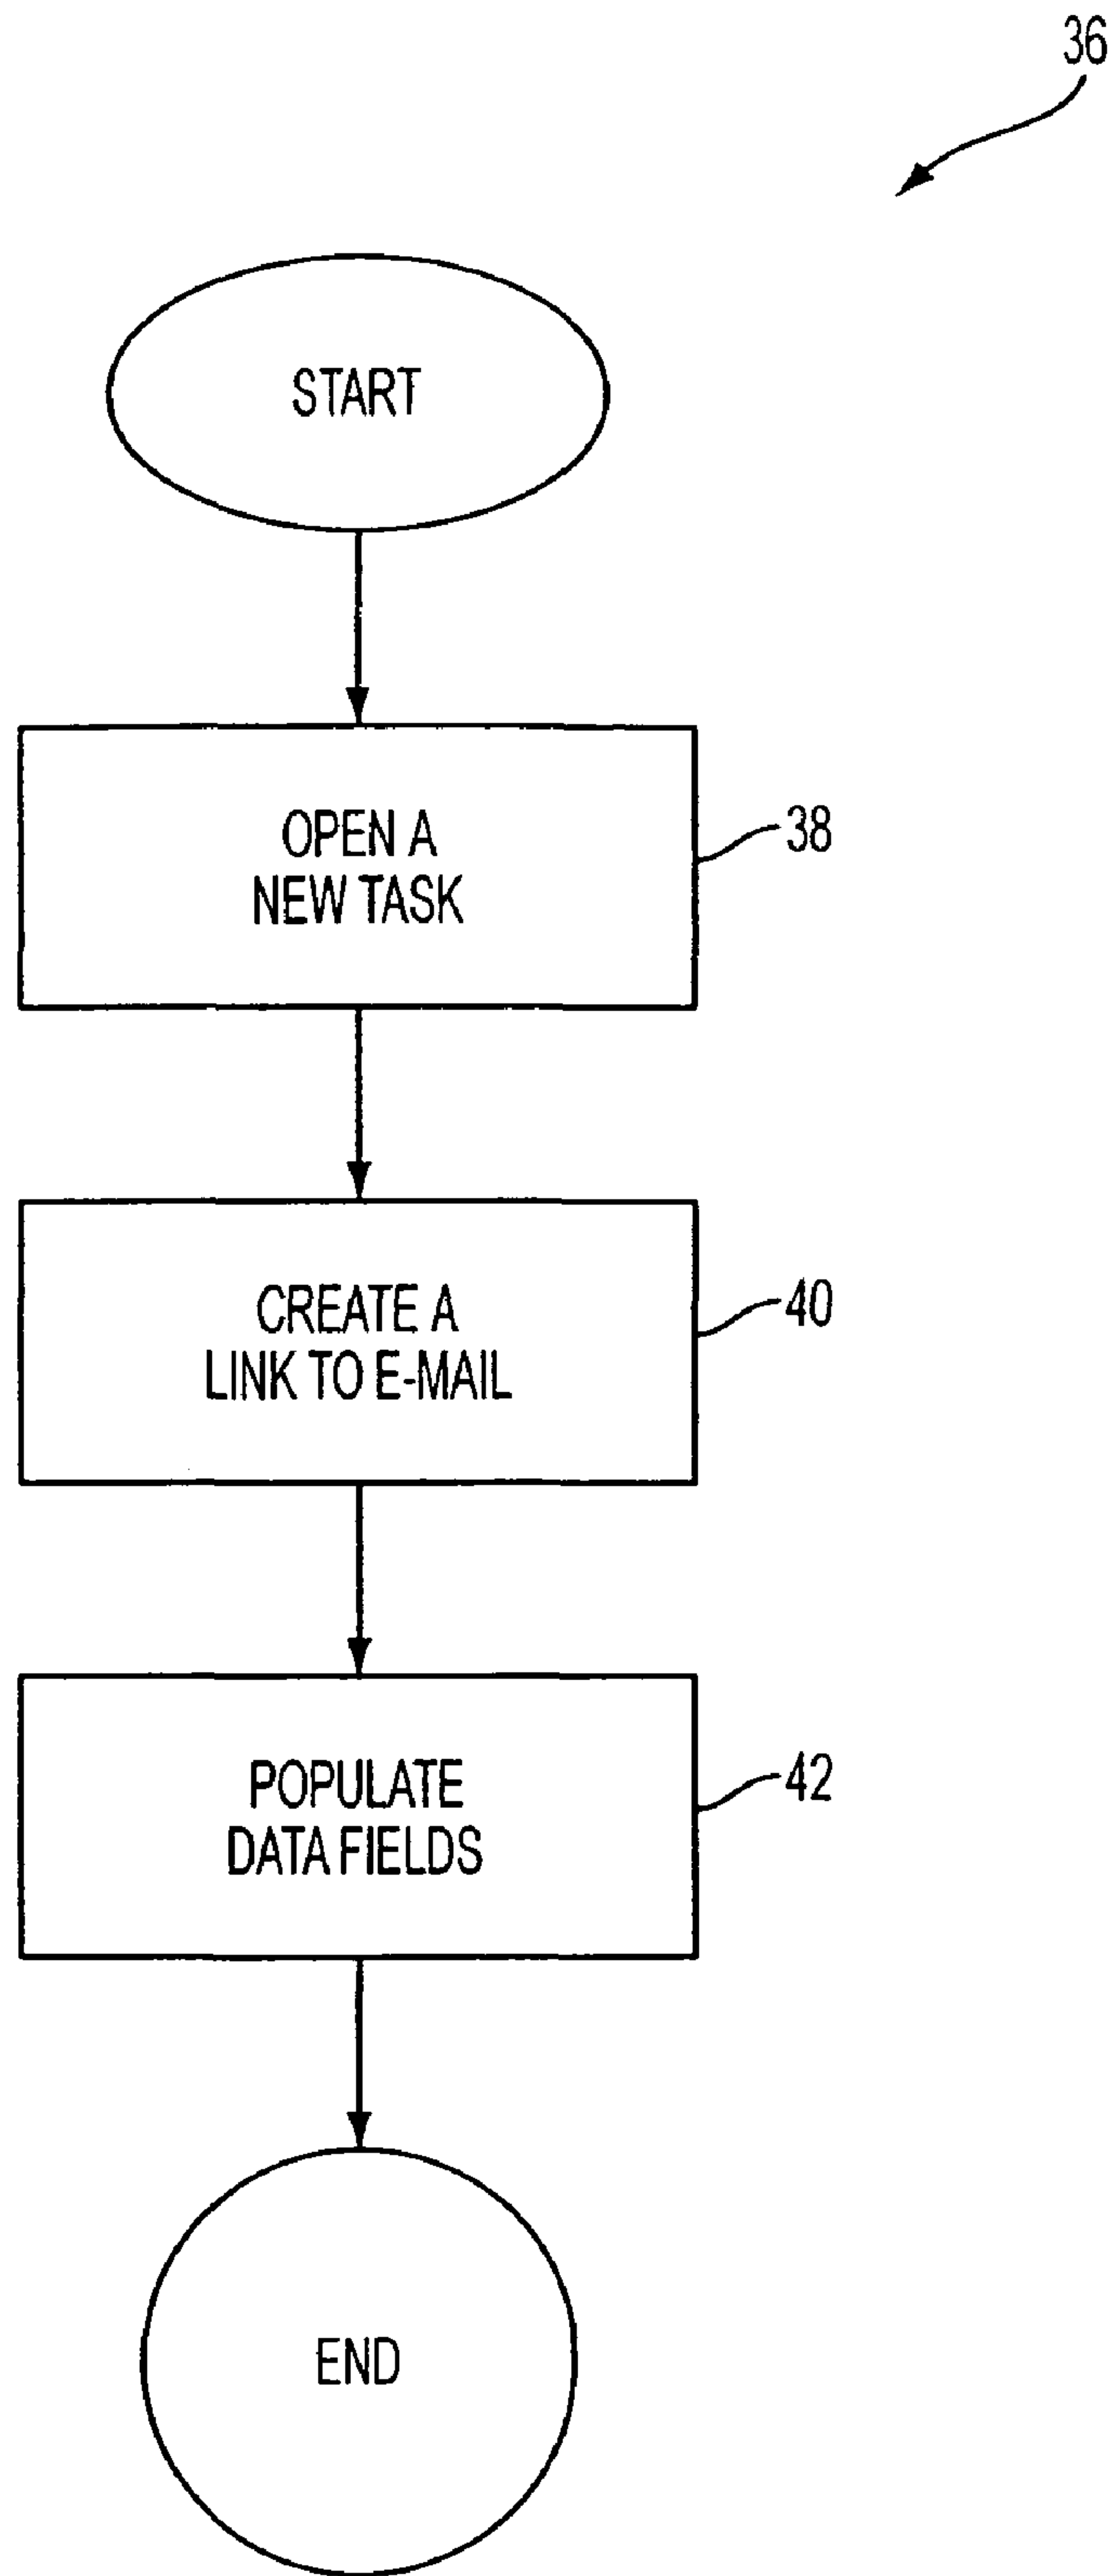 36
START
OPEN A
NEW TASK
38
CREATE A
LINK TO E-MAIL
40
POPULATE
DATA FIELDS
42
END